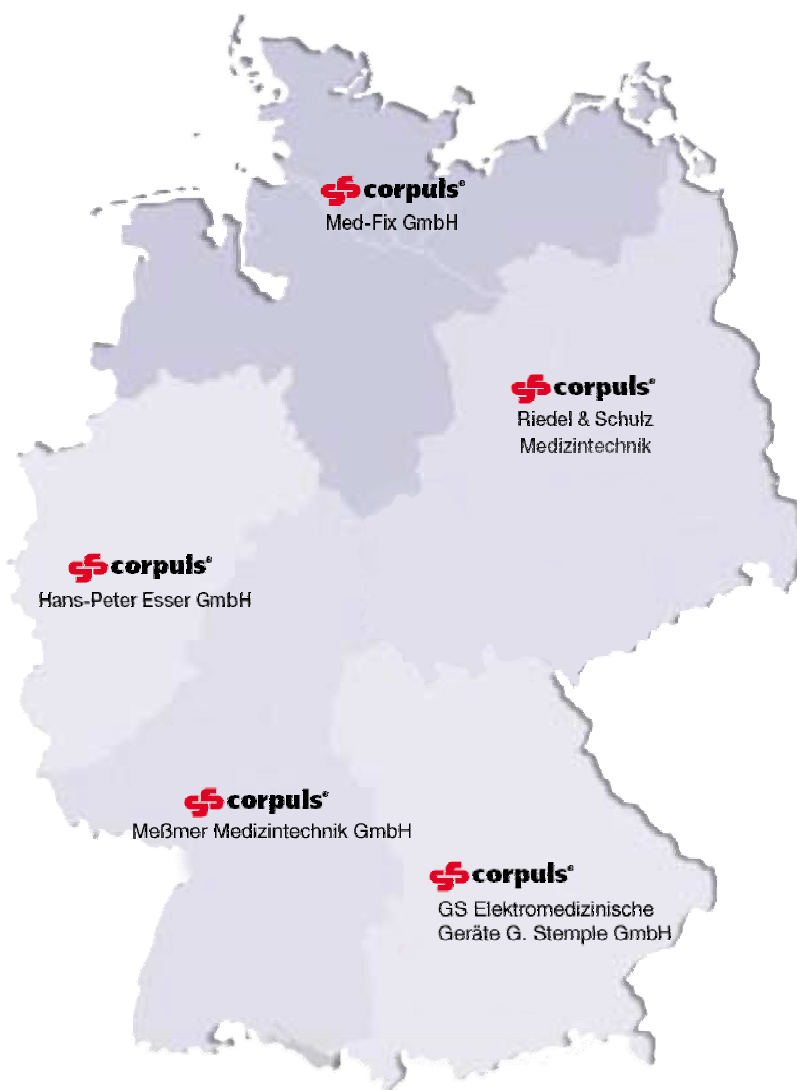 corpuls®
Med-Fix GmbH
corpuls®
Riedel & Schulz
Medizintechnik
corpuls®
Hans-Peter Esser GmbH
corpuls®
Meßmer Medizintechnik GmbH
corpuls®
GS Elektromedizinische
Geräte G. Stemple GmbH